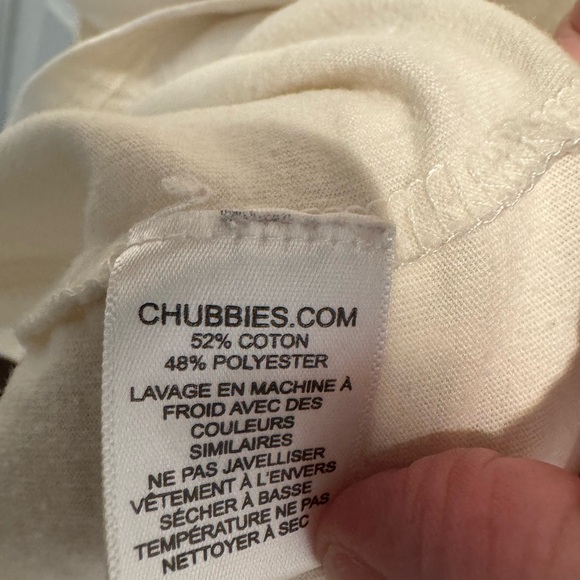 CHUBBIES.COM
52% COTON
48% POLYESTER
LAVAGE EN MACHINE À
FROID AVEC DES
COULEURS
SIMILAIRES
NE PAS JAVELLISER
VÊTEMENT À L'ENVERS
SÉCHER À BASSE
TEMPÉRATURE NE PAS
NETTOYER À SEC